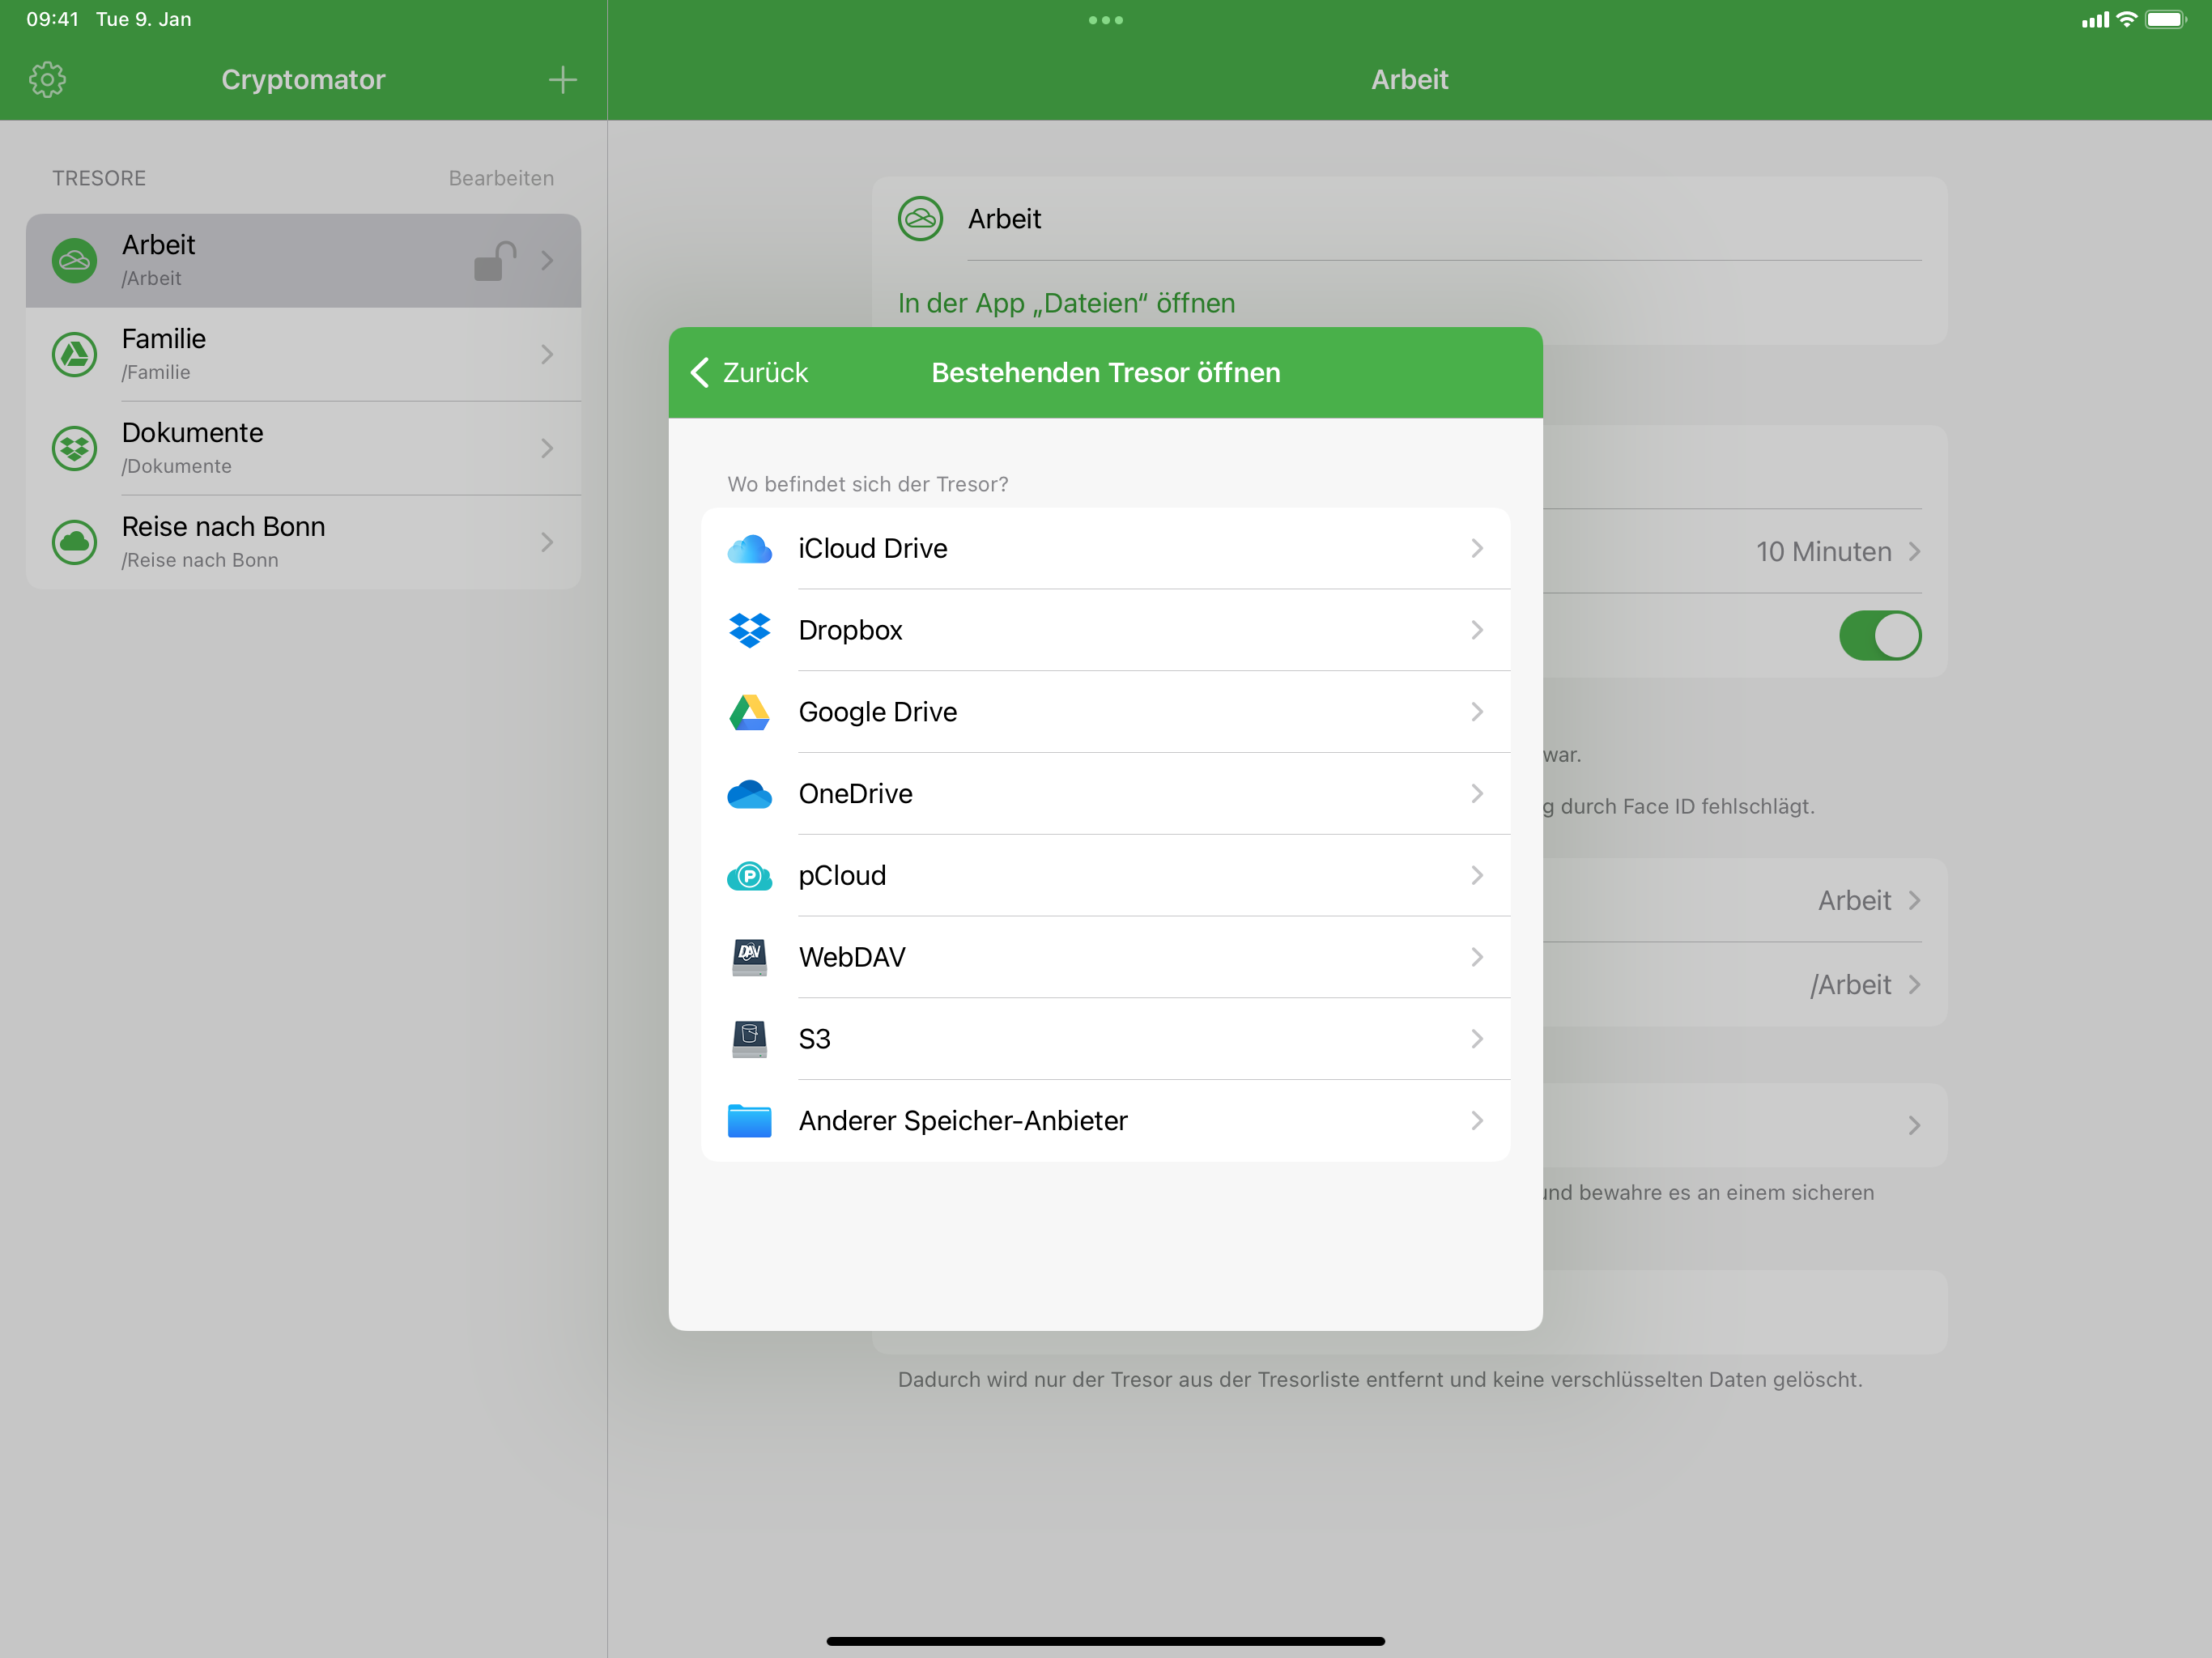 09:41 Tue 9. Jan
Cryptomator
Arbeit
TRESORE
Bearbeiten
Arbeit
/Arbeit
Familie
/Familie
Dokumente
/Dokumente
Reise nach Bonn
/Reise nach Bonn
Arbeit
In der App „Dateien“ öffnen
Zurück
Bestehenden Tresor öffnen
Wo befindet sich der Tresor?
iCloud Drive
Dropbox
Google Drive
OneDrive
pCloud
WebDAV
S3
Anderer Speicher-Anbieter
10 Minuten
war.
durch Face ID fehlschlägt.
Arbeit
/Arbeit
und bewahre es an einem sicheren
Dadurch wird nur der Tresor aus der Tresorliste entfernt und keine verschlüsselten Daten gelöscht.